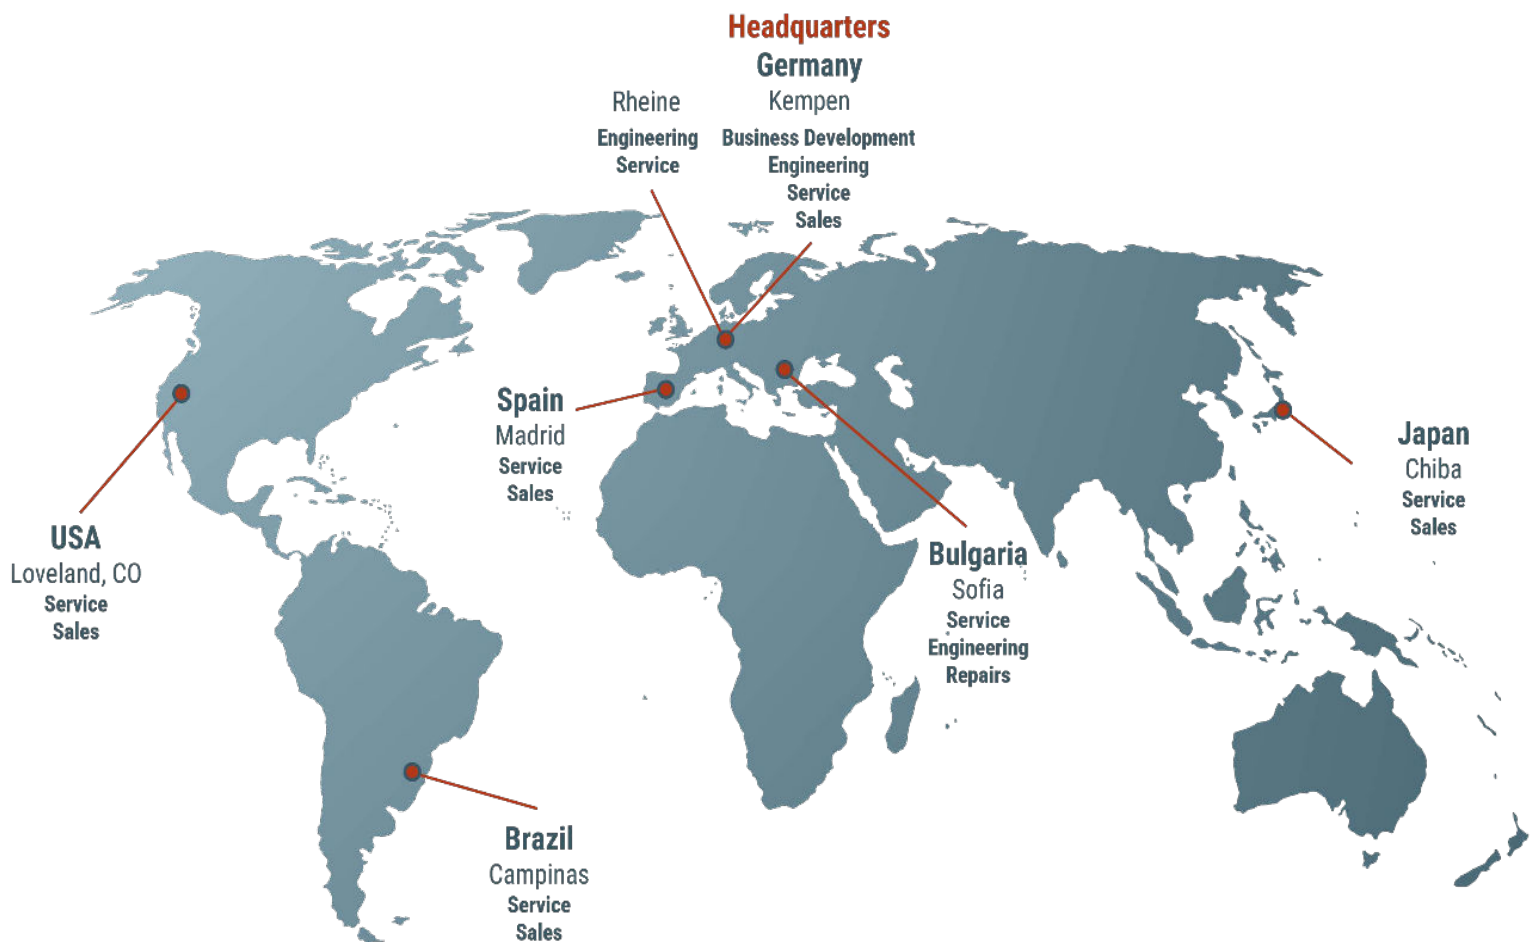 Headquarters
Germany
Rheine
Engineering
Service
Kempen
Business Development
Engineering
Service
Sales
Spain
Madrid
Service
Sales
Japan
Chiba
Service
Sales
USA
Loveland, CO
Service
Sales
Bulgaria
Sofia
Service
Engineering
Repairs
Brazil
Campinas
Service
Sales